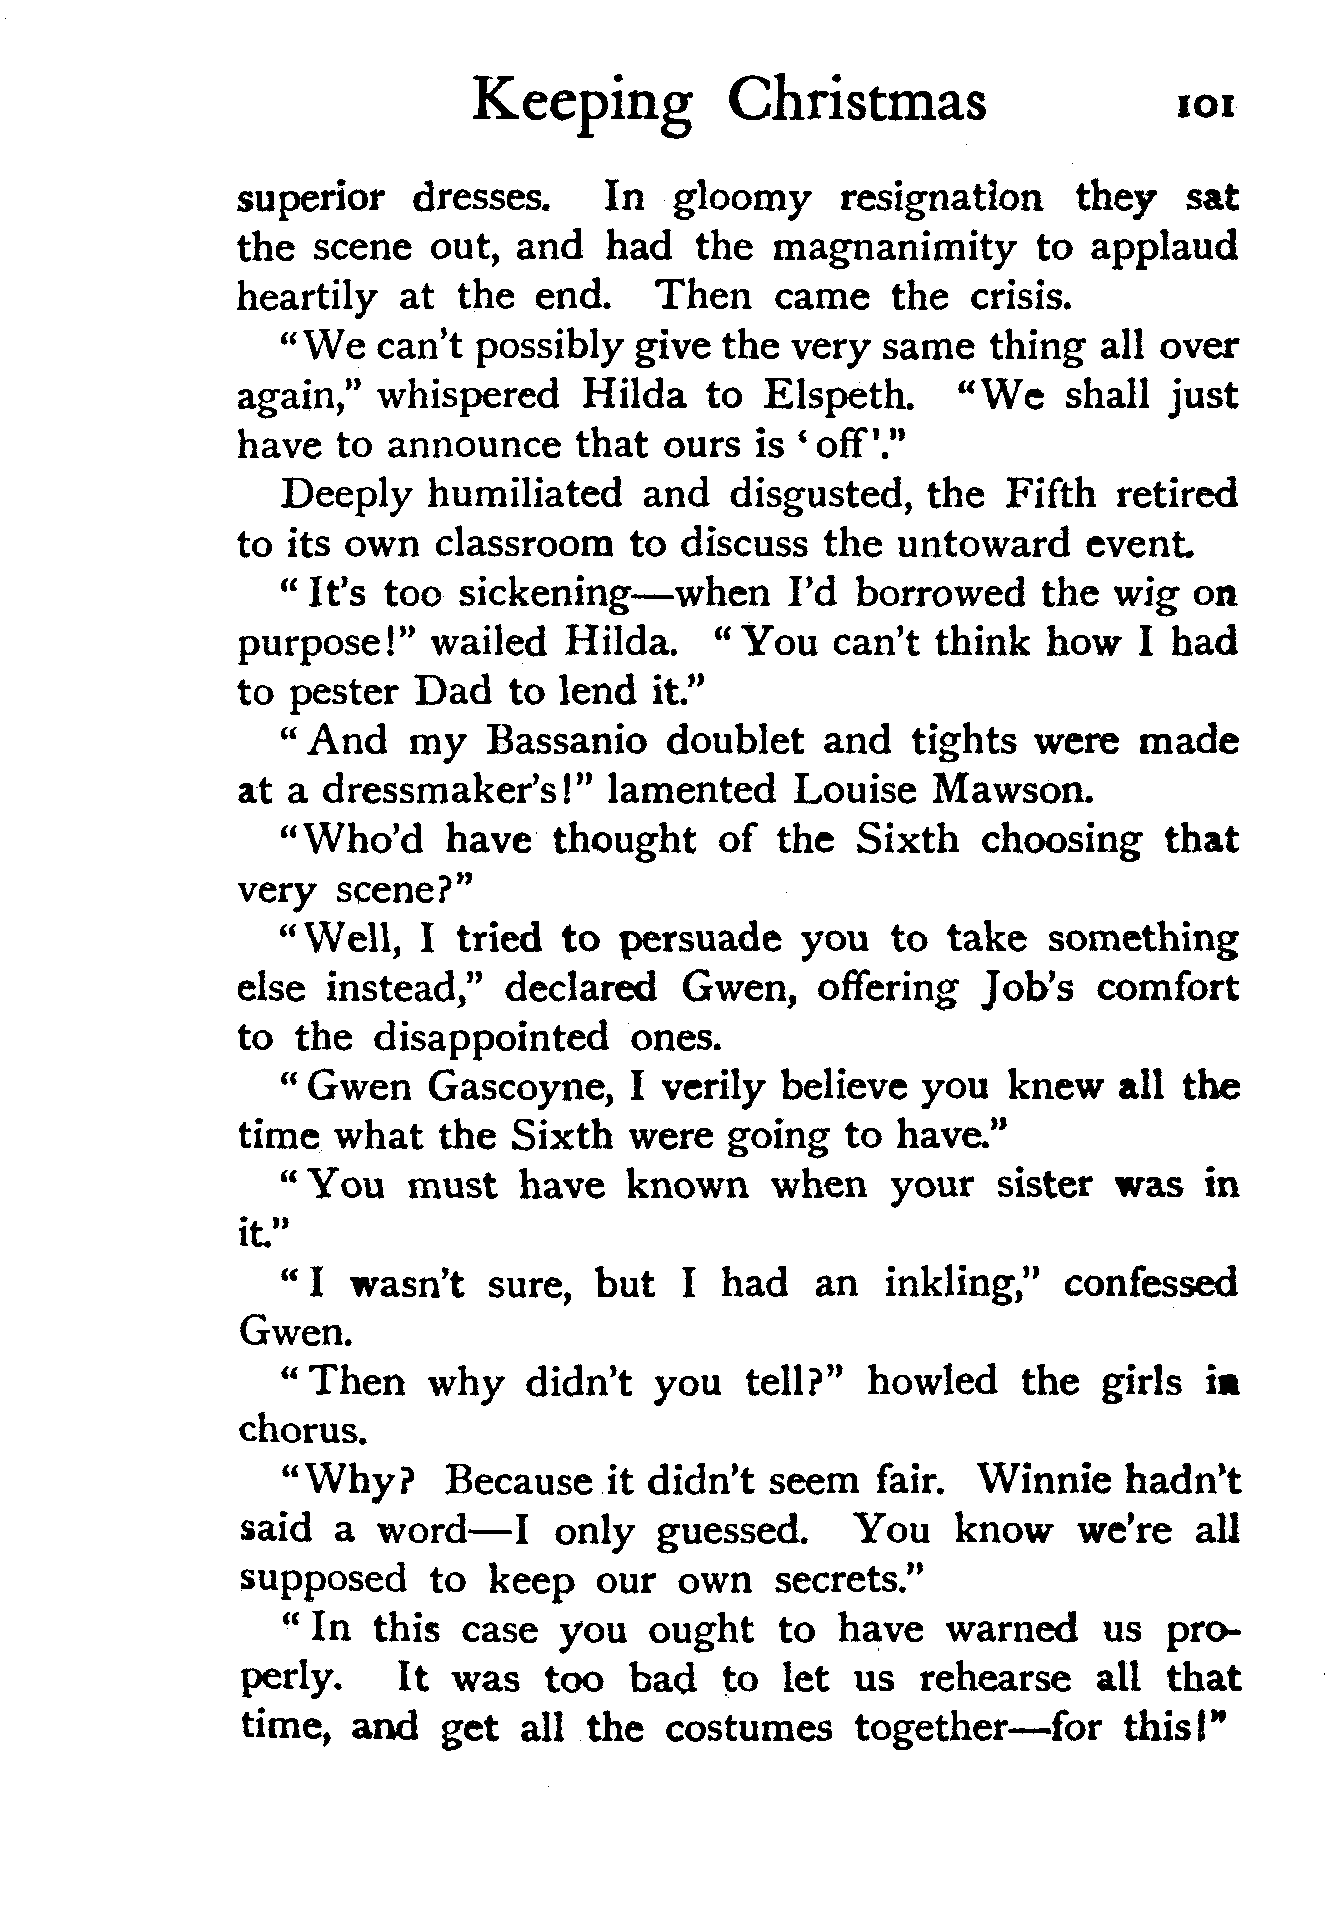 Keeping Christmas 101
superior dresses. In gloomy resignation they sat
the scene out, and had the magnanimity to applaud
heartily at the end. Then came the crisis.
"We can't possibly give the very same thing all over
again," whispered Hilda to Elspeth. "We shall just
have to announce that ours is 'off'."
Deeply humiliated and disgusted, the Fifth retired
to its own classroom to discuss the untoward event.
"It's too sickening—when I'd borrowed the wig on
purpose!" wailed Hilda. "You can't think how I had
to pester Dad to lend it."
"And my Bassanio doublet and tights were made
at a dressmaker's!" lamented Louise Mawson.
"Who'd have thought of the Sixth choosing that
very scene?"
"Well, I tried to persuade you to take something
else instead," declared Gwen, offering Job's comfort
to the disappointed ones.
"Gwen Gascoyne, I verily believe you knew all the
time what the Sixth were going to have."
"You must have known when your sister was in
it."
"I wasn't sure, but I had an inkling," confessed
Gwen.
"Then why didn't you tell?" howled the girls in
chorus.
"Why? Because it didn't seem fair. Winnie hadn't
said a word—I only guessed. You know we're all
supposed to keep our own secrets."
"In this case you ought to have warned us pro-
perly. It was too bad to let us rehearse all that
time, and get all the costumes together—for this!"